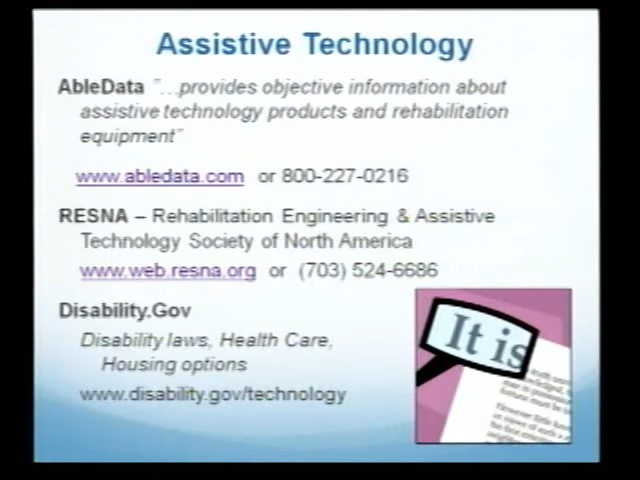 Assistive Technology
AbleData "...provides objective information about
assistive technology products and rehabilitation
equipment"
www.abledata.com or 800-227-0216
RESNA – Rehabilitation Engineering & Assistive
Technology Society of North America
www.web.resna.org or (703) 524-6686
Disability.Gov
Disability laws, Health Care,
Housing options
www.disability.gov/technology
It is
However little